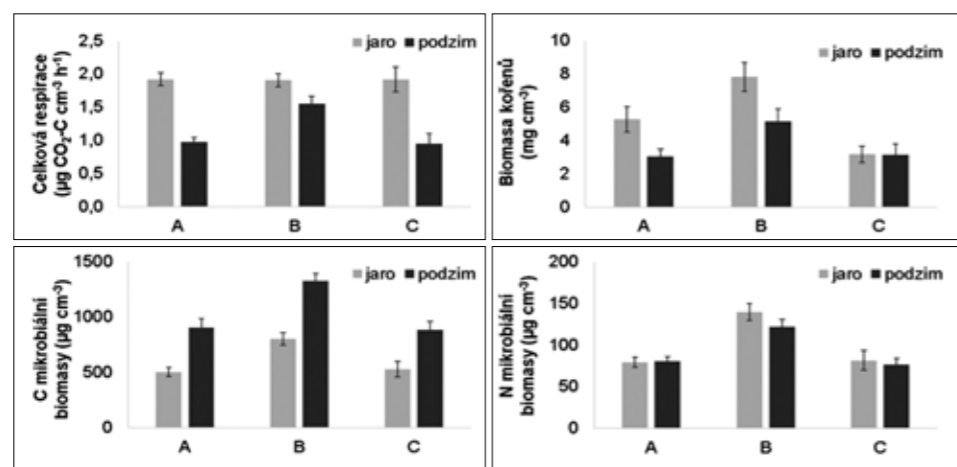 Celková respirace
(µg CO₂-C cm⁻³ h⁻¹)
2,5
2,0
1,5
1,0
0,5
0,0
jaro podzim
A B C
Biomasa kořenů
(mg cm⁻³)
10
8
6
4
2
0
jaro podzim
A B C
C mikrobiální
biomasy (µg cm⁻³)
1500
1000
500
0
jaro podzim
A B C
N mikrobiální
biomasy (µg cm⁻³)
200
150
100
50
0
jaro podzim
A B C